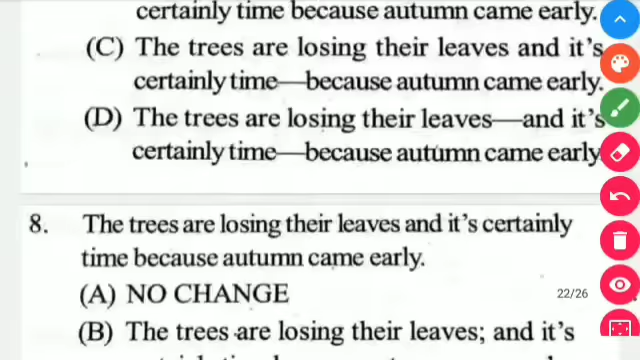 certainly time because autumn came early.
(C) The trees are losing their leaves and it's
certainly time—because autumn came early.
(D) The trees are losing their leaves—and it's
certainly time—because autumn came early
8. The trees are losing their leaves and it's certainly
time because autumn came early.
(A) NO CHANGE
22/26
(B) The trees are losing their leaves; and it's